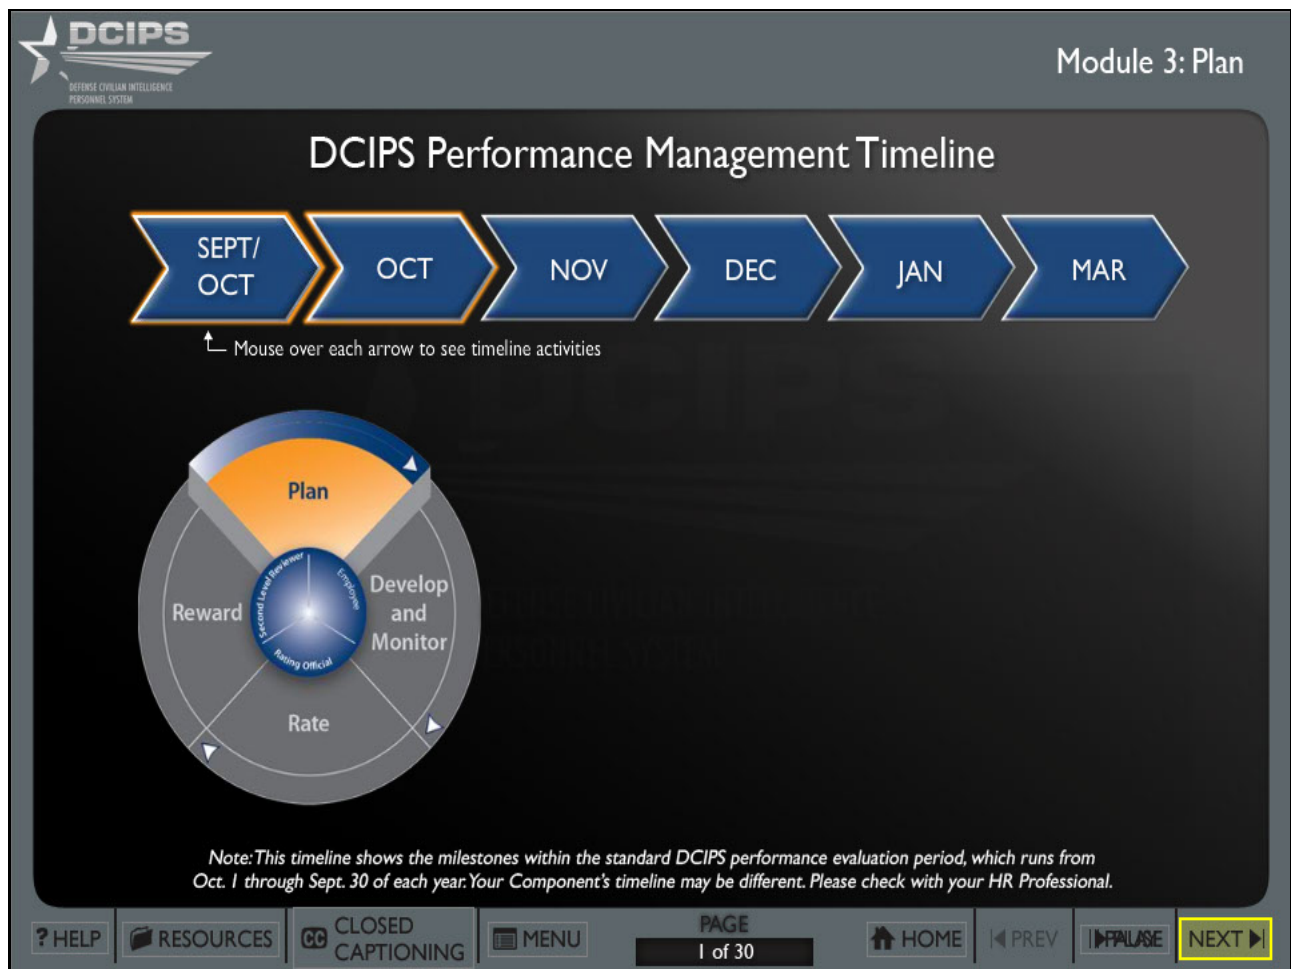 DCIPS
DEFENSE CIVILIAN INTELLIGENCE
PERSONNEL SYSTEM
Module 3: Plan
DCIPS Performance Management Timeline
SEPT/
OCT
OCT
NOV
DEC
JAN
MAR
Mouse over each arrow to see timeline activities
Plan
Second Level Reviewer
Employee
Rating Official
Reward
Develop
and
Monitor
Rate
Note: This timeline shows the milestones within the standard DCIPS performance evaluation period, which runs from
Oct. 1 through Sept. 30 of each year. Your Component's timeline may be different. Please check with your HR Professional.
? HELP
RESOURCES
CC CLOSED
CAPTIONING
MENU
PAGE
1 of 30
HOME
PREV
NEXT